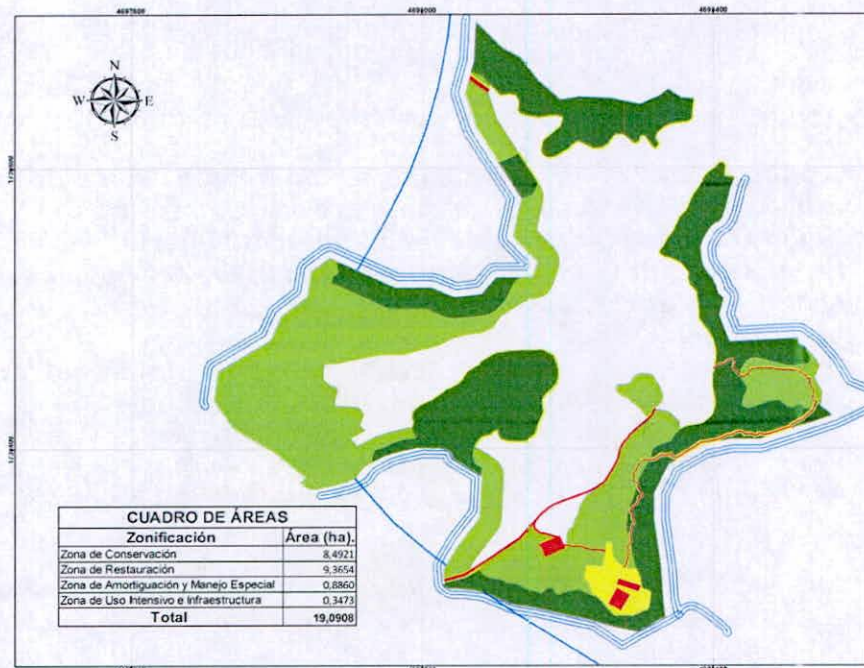 N
W E
S
CUADRO DE ÁREAS
Zonificación Área (ha).
Zona de Conservación 8,4921
Zona de Restauración 9,3654
Zona de Amortiguación y Manejo Especial 0,8860
Zona de Uso Intensivo e Infraestructura 0,3473
Total 19,0908